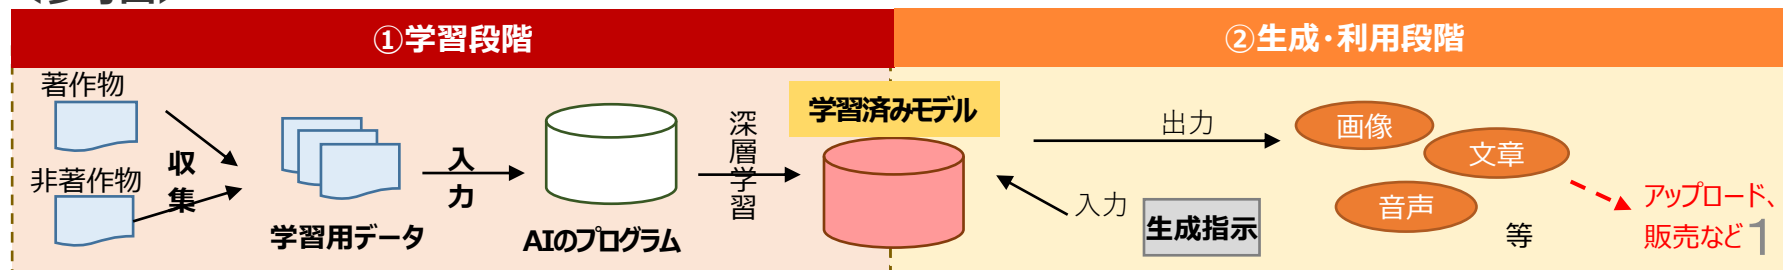 ①学習段階
②生成・利用段階
著作物
非著作物
収集
学習用データ
入力
AIのプログラム
深層学習
学習済みモデル
出力
入力
生成指示
画像
文章
音声
等
アップロード、
販売など
1